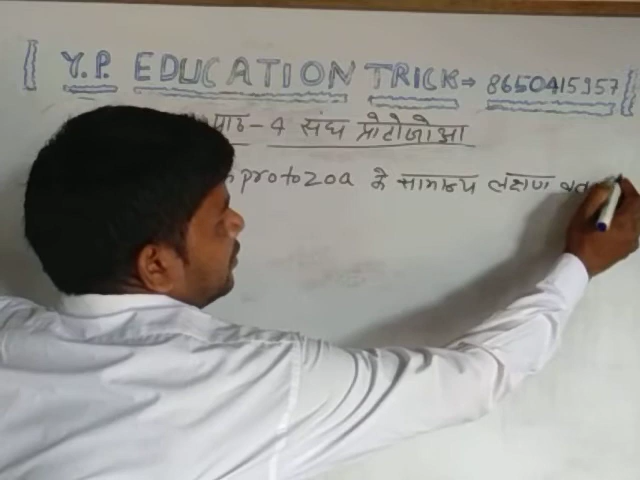 Y.P. EDUCATION TRICK→ 8650415957
पाठ-4 संघ प्रोटोजोआ
protozoa के सामान्य लक्षण